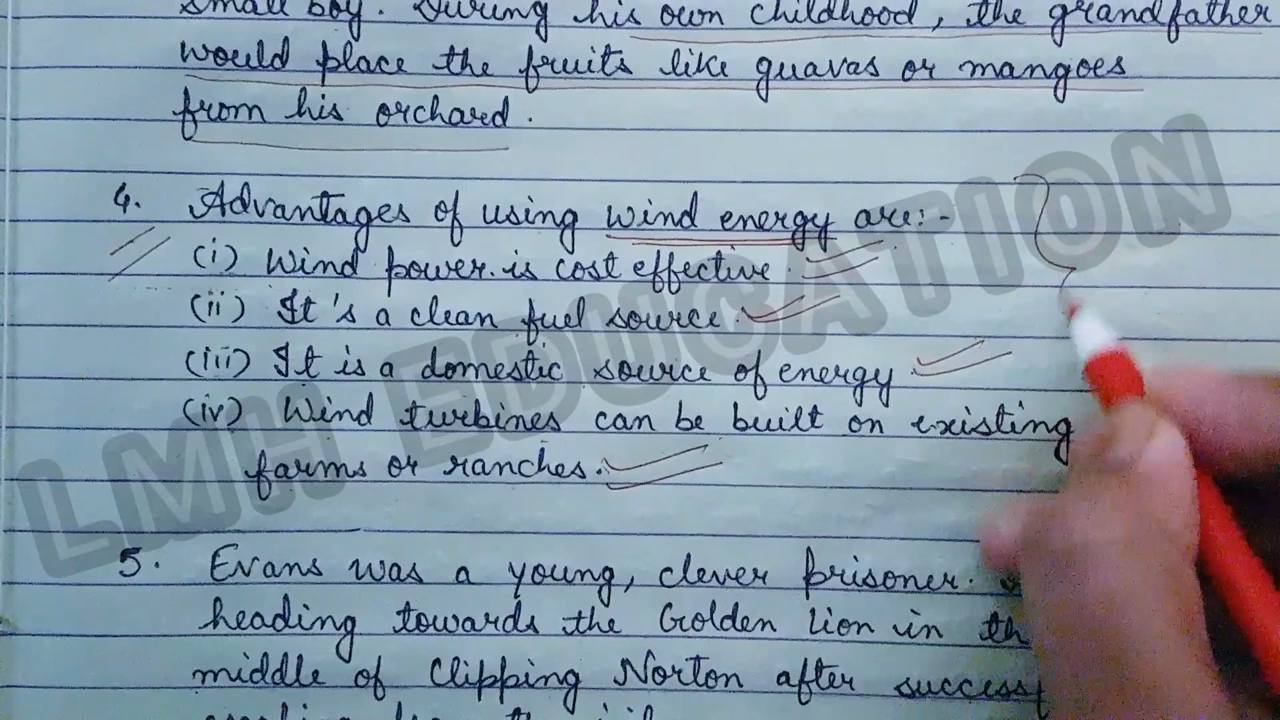 small boy. During his own childhood, the grandfather
would place the fruits like guavas or mangoes
from his orchard.
4. Advantages of using wind energy are:-
(i) Wind power is cost effective.
(ii) It's a clean fuel source.
(iii) It is a domestic source of energy
(iv) Wind turbines can be built on existing
farms or ranches.
5. Evans was a young, clever prisoner.
heading towards the Golden lion in th
middle of Clipping Norton after success
LMH EDUCATION